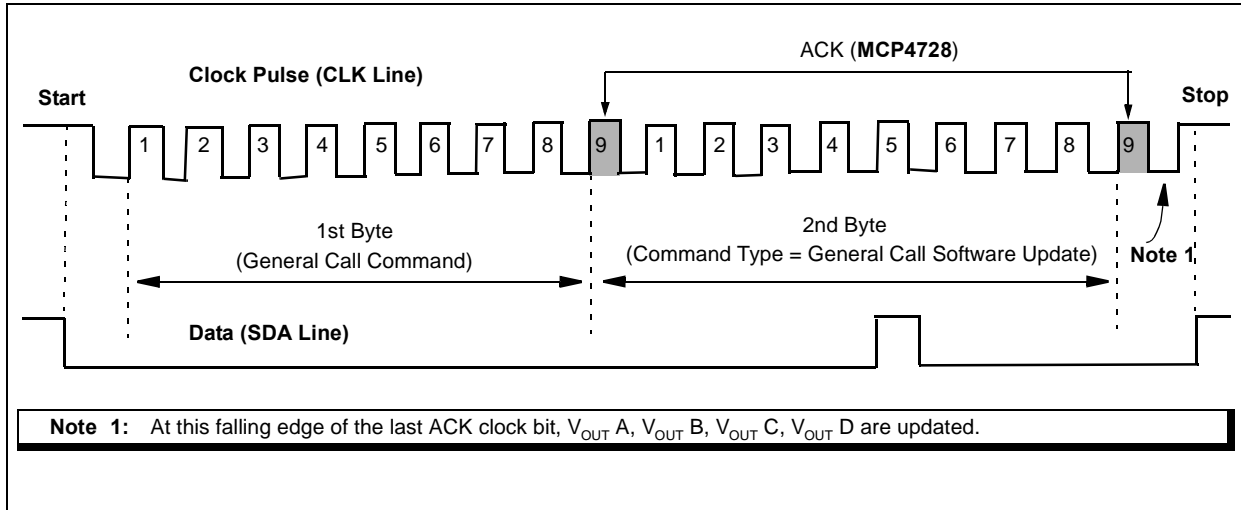 ACK (MCP4728)
Clock Pulse (CLK Line)
Start
Stop
1 2 3 4 5 6 7 8 9 1 2 3 4 5 6 7 8 9
1st Byte
(General Call Command)
2nd Byte
(Command Type = General Call Software Update)
Note 1
Data (SDA Line)
Note 1: At this falling edge of the last ACK clock bit, VOUT A, VOUT B, VOUT C, VOUT D are updated.